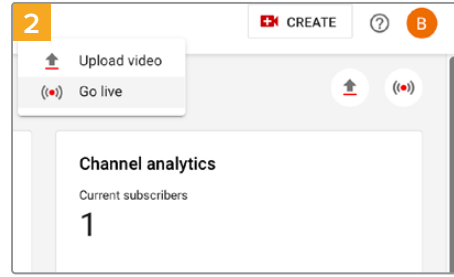 2
CREATE
B
Upload video
Go live
Channel analytics
Current subscribers
1